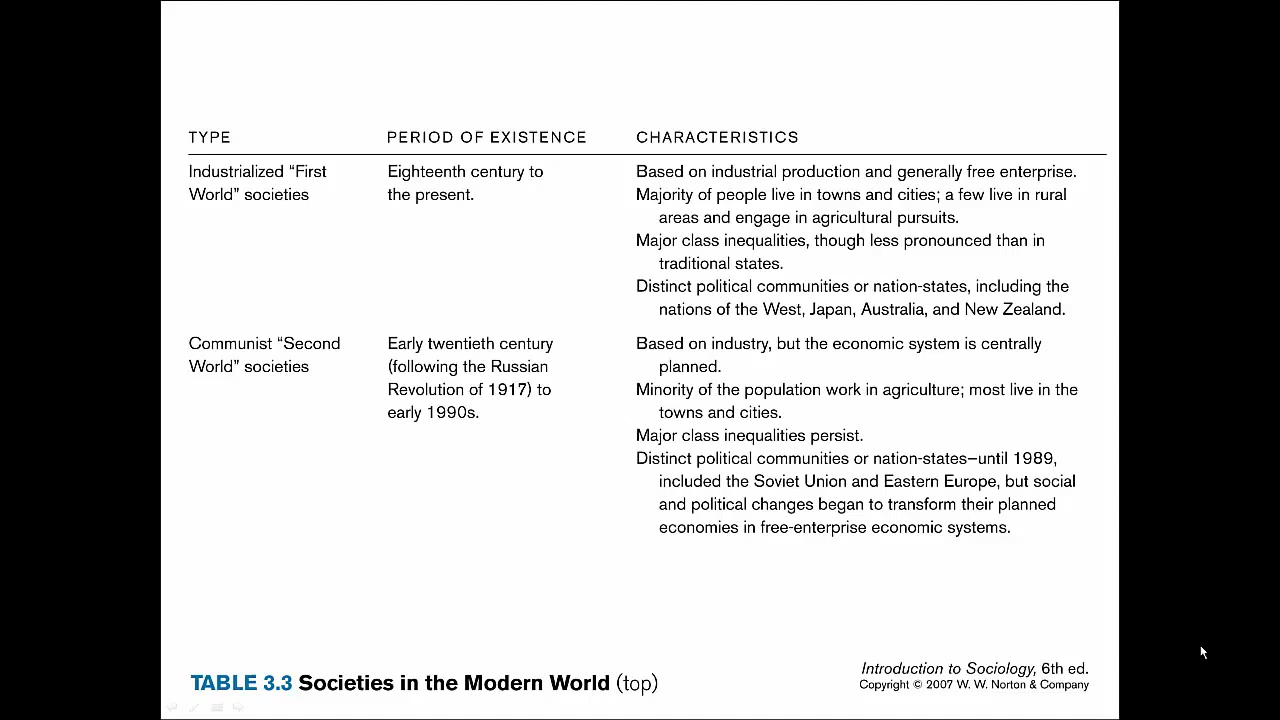 TYPE PERIOD OF EXISTENCE CHARACTERISTICS
Industrialized “First
World” societies
Eighteenth century to
the present.
Based on industrial production and generally free enterprise.
Majority of people live in towns and cities; a few live in rural
areas and engage in agricultural pursuits.
Major class inequalities, though less pronounced than in
traditional states.
Distinct political communities or nation-states, including the
nations of the West, Japan, Australia, and New Zealand.
Communist “Second
World” societies
Early twentieth century
(following the Russian
Revolution of 1917) to
early 1990s.
Based on industry, but the economic system is centrally
planned.
Minority of the population work in agriculture; most live in the
towns and cities.
Major class inequalities persist.
Distinct political communities or nation-states–until 1989,
included the Soviet Union and Eastern Europe, but social
and political changes began to transform their planned
economies in free-enterprise economic systems.
TABLE 3.3 Societies in the Modern World (top)
Introduction to Sociology, 6th ed.
Copyright © 2007 W. W. Norton & Company